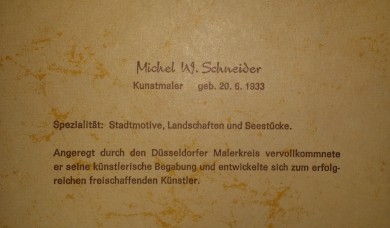 Michel W. Schneider
Kunstmaler geb. 20. 6. 1933
Spezialität: Stadtmotive, Landschaften und Seestücke.
Angeregt durch den Düsseldorfer Malerkreis vervollkommnete
er seine künstlerische Begabung und entwickelte sich zum erfolg-
reichen freischaffenden Künstler.